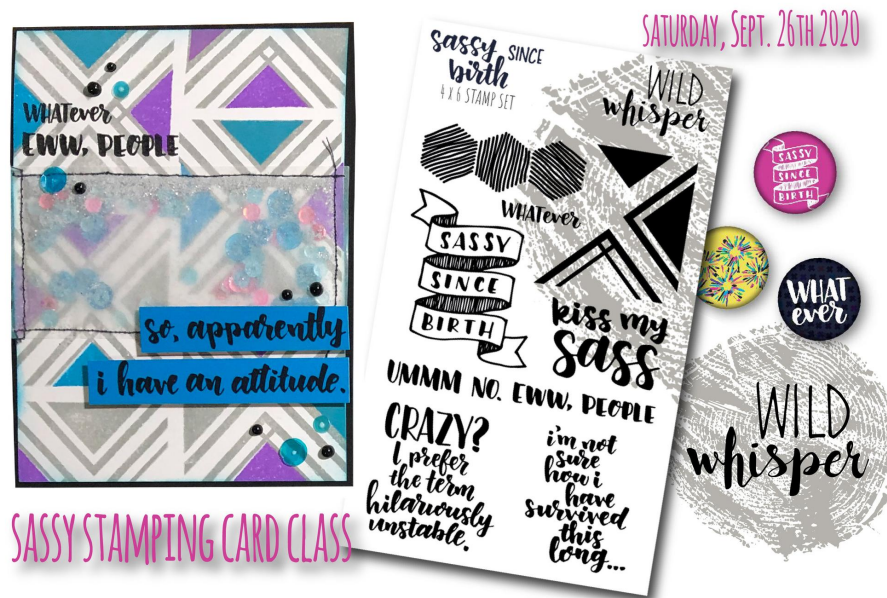 SATURDAY, SEPT. 26TH 2020
WHATever
EWW, PEOPLE
so, apparently
i have an attitude.
SASSY STAMPING CARD CLASS
sassy SINCE
birth
4 X 6 STAMP SET
WILD
whisper
WHATever
SASSY
SINCE
BIRTH
kiss my
sass
UMMM NO. EWW, PEOPLE
CRAZY?
I prefer
the term
hilariously
unstable.
i'm not
sure
how i
have
survived
this
long...
SASSY
SINCE
BIRTH
WHAT
ever
WILD
whisper